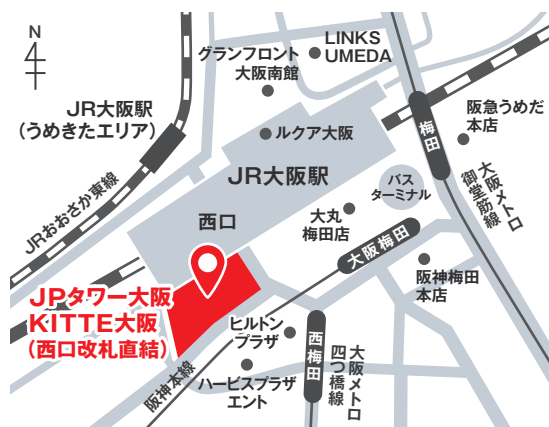 N
LINKS
UMEDA
グランフロント
大阪南館
JR大阪駅
(うめきたエリア)
梅田
阪急うめだ
本店
ルクア大阪
JR大阪駅
バス
ターミナル
大阪メトロ
御堂筋線
JRおおさか東線
西口
大丸
梅田店
大阪梅田
阪神梅田
本店
JPタワー大阪
KITTE大阪
(西口改札直結)
ヒルトン
プラザ
西梅田
大阪メトロ
四つ橋線
阪神本線
ハービスプラザ
エント